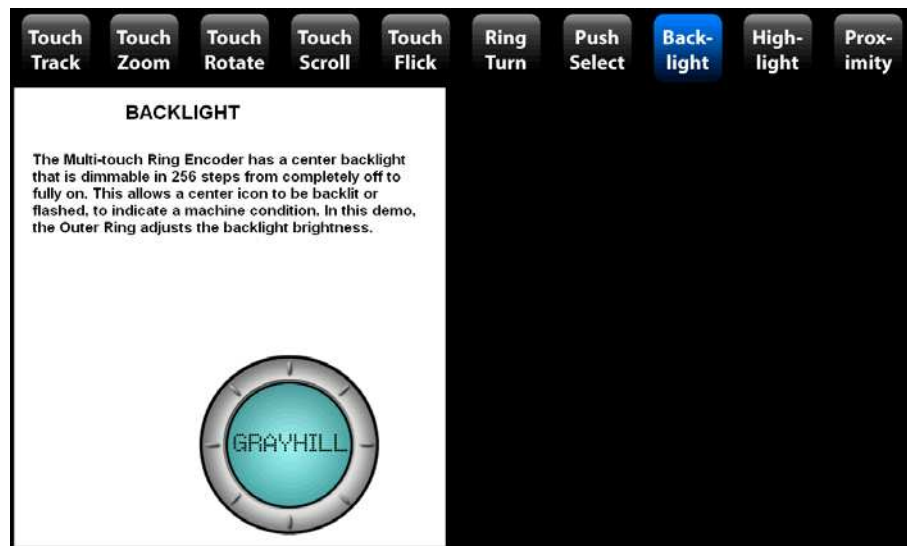 Touch Track
Touch Zoom
Touch Rotate
Touch Scroll
Touch Flick
Ring Turn
Push Select
Back-light
High-light
Prox-imity
BACKLIGHT
The Multi-touch Ring Encoder has a center backlight
that is dimmable in 256 steps from completely off to
fully on. This allows a center icon to be backlit or
flashed, to indicate a machine condition. In this demo,
the Outer Ring adjusts the backlight brightness.
GRAYHILL